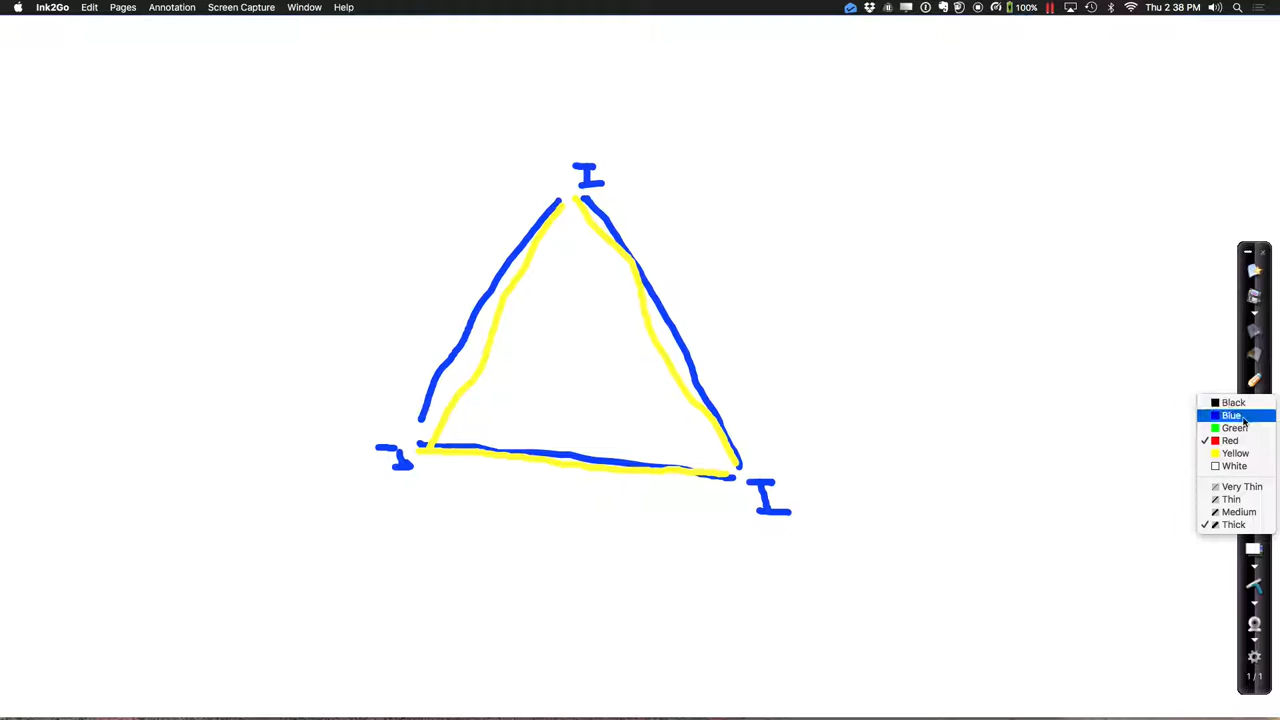 Ink2Go Edit Pages Annotation Screen Capture Window Help 100% Thu 2:38 PM
I
I I
Black
Blue
Green
Red
Yellow
White
Very Thin
Thin
Medium
Thick
1 / 1